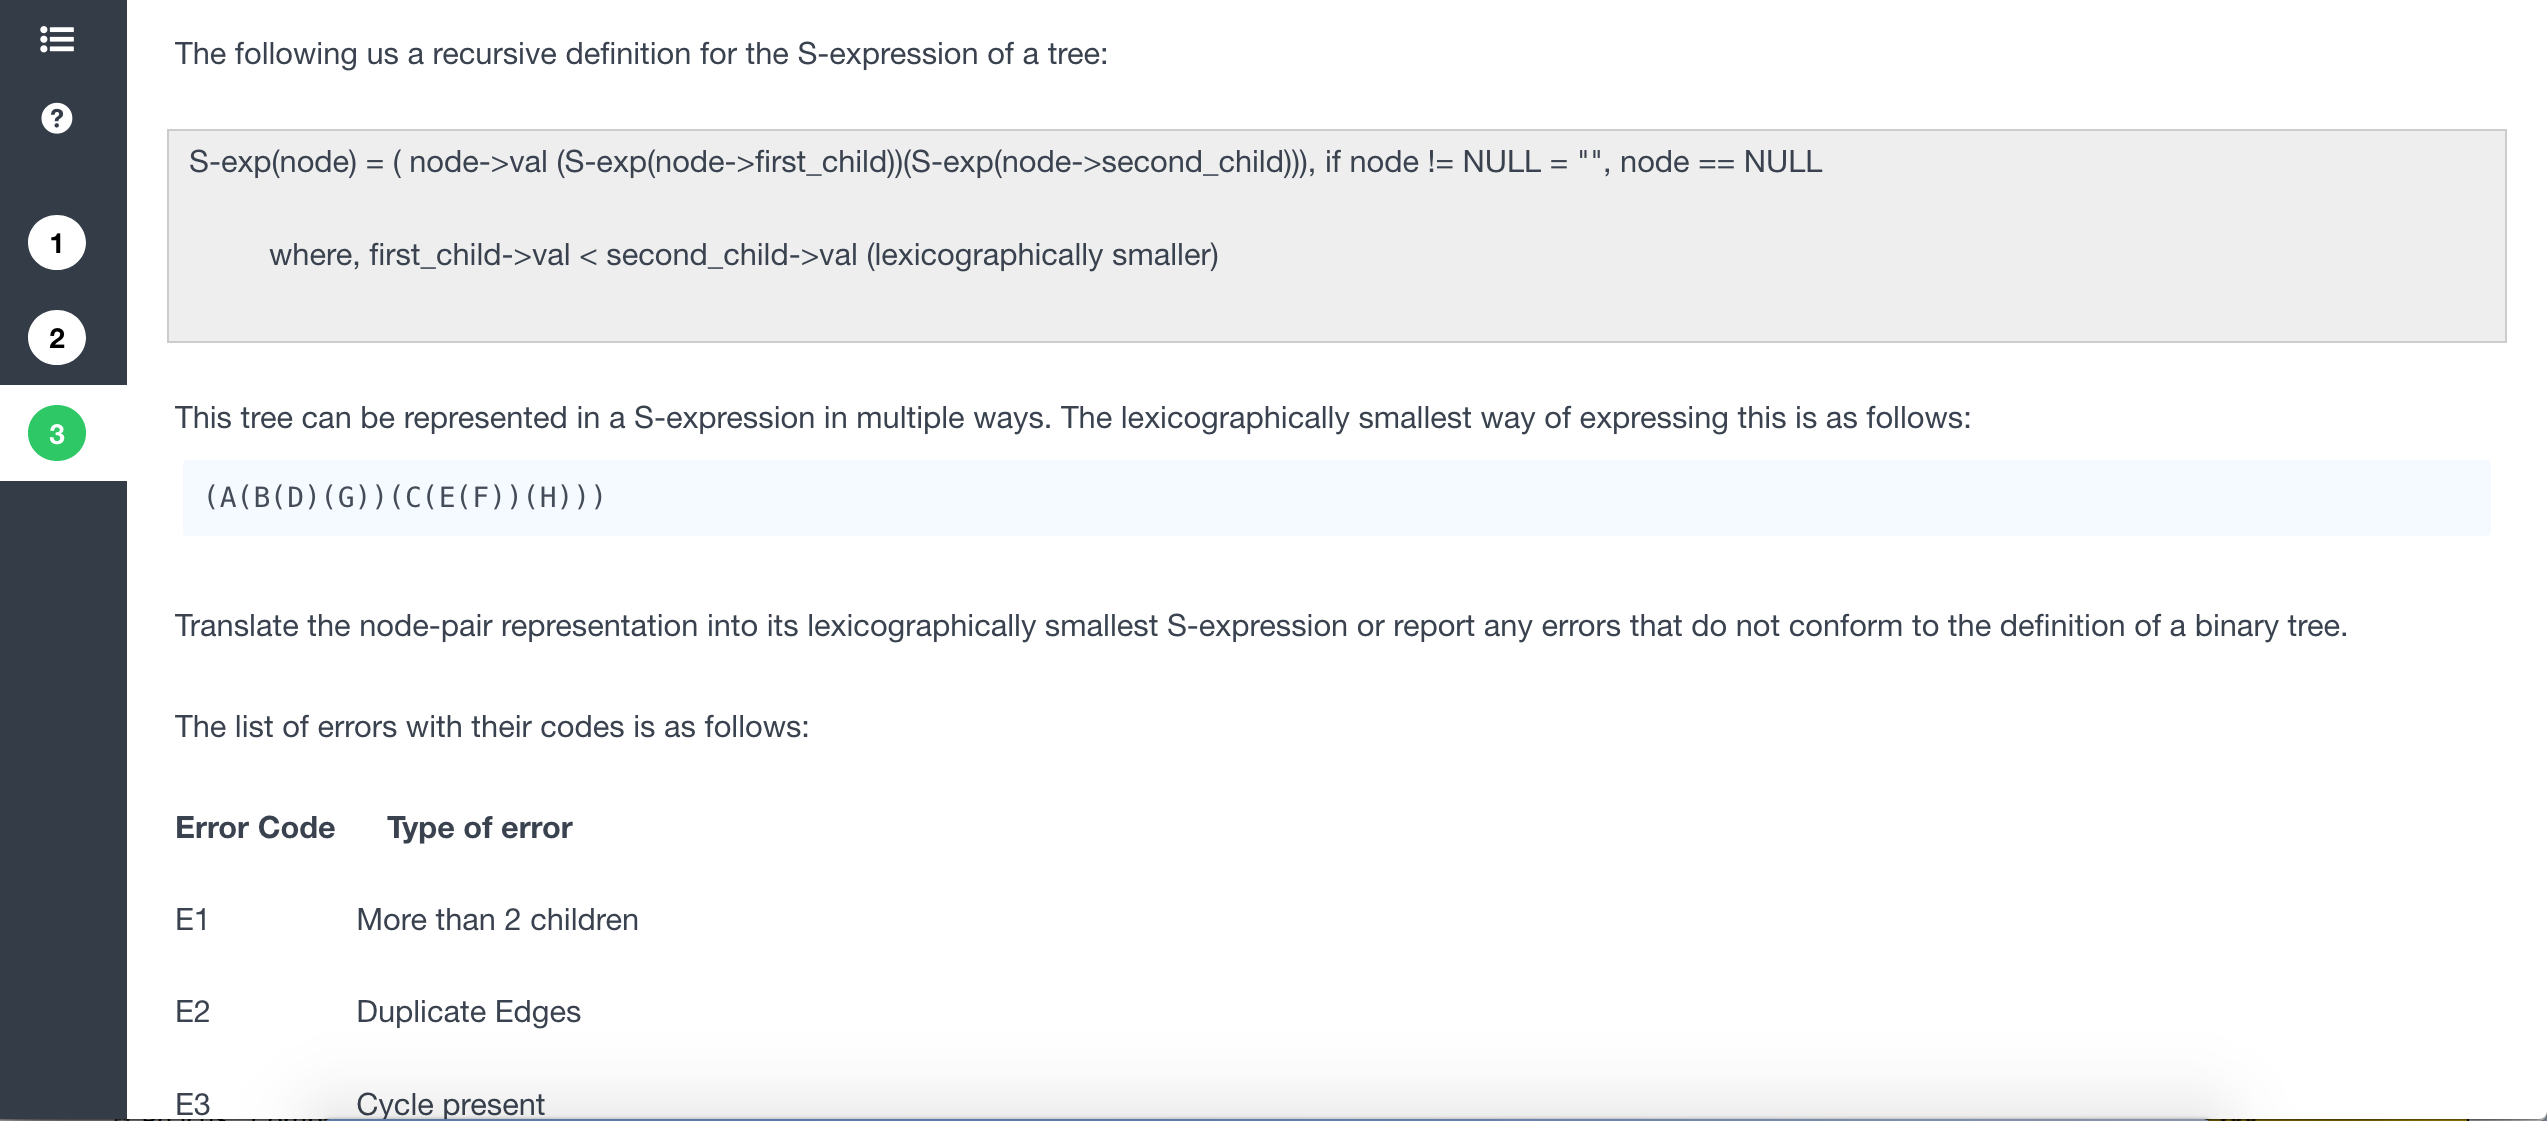 The following us a recursive definition for the S-expression of a tree:
S-exp(node) = ( node->val (S-exp(node->first_child))(S-exp(node->second_child))), if node != NULL = "", node == NULL
where, first_child->val < second_child->val (lexicographically smaller)
1
2
3
This tree can be represented in a S-expression in multiple ways. The lexicographically smallest way of expressing this is as follows:
(A(B(D)(G))(C(E(F))(H)))
Translate the node-pair representation into its lexicographically smallest S-expression or report any errors that do not conform to the definition of a binary tree.
The list of errors with their codes is as follows:
Error Code Type of error
E1 More than 2 children
E2 Duplicate Edges
E3 Cycle present